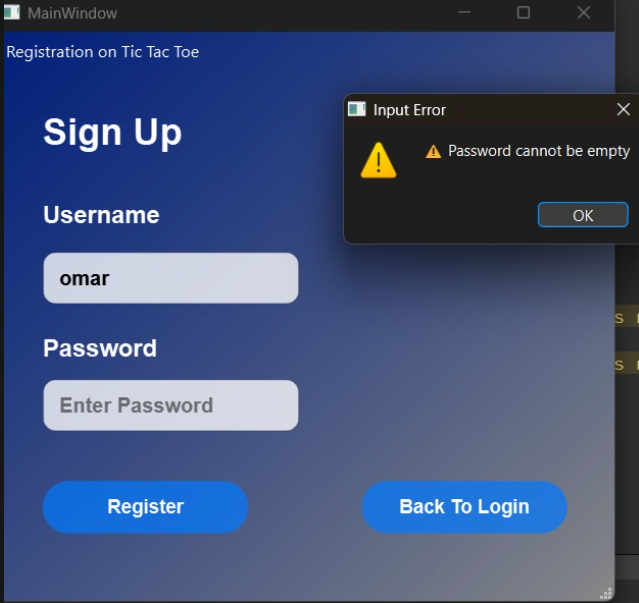 MainWindow
Registration on Tic Tac Toe
Sign Up
Input Error
⚠ Password cannot be empty
OK
Username
omar
Password
Enter Password
Register
Back To Login